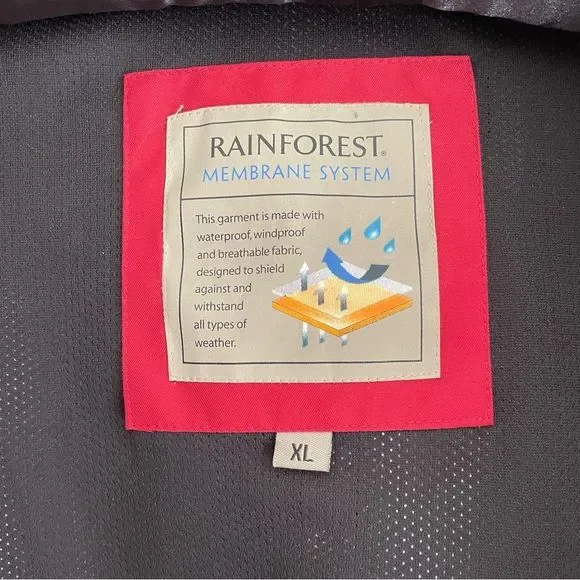 RAINFOREST®
MEMBRANE SYSTEM
This garment is made with
waterproof, windproof
and breathable fabric,
designed to shield
against and
withstand
all types of
weather.
XL